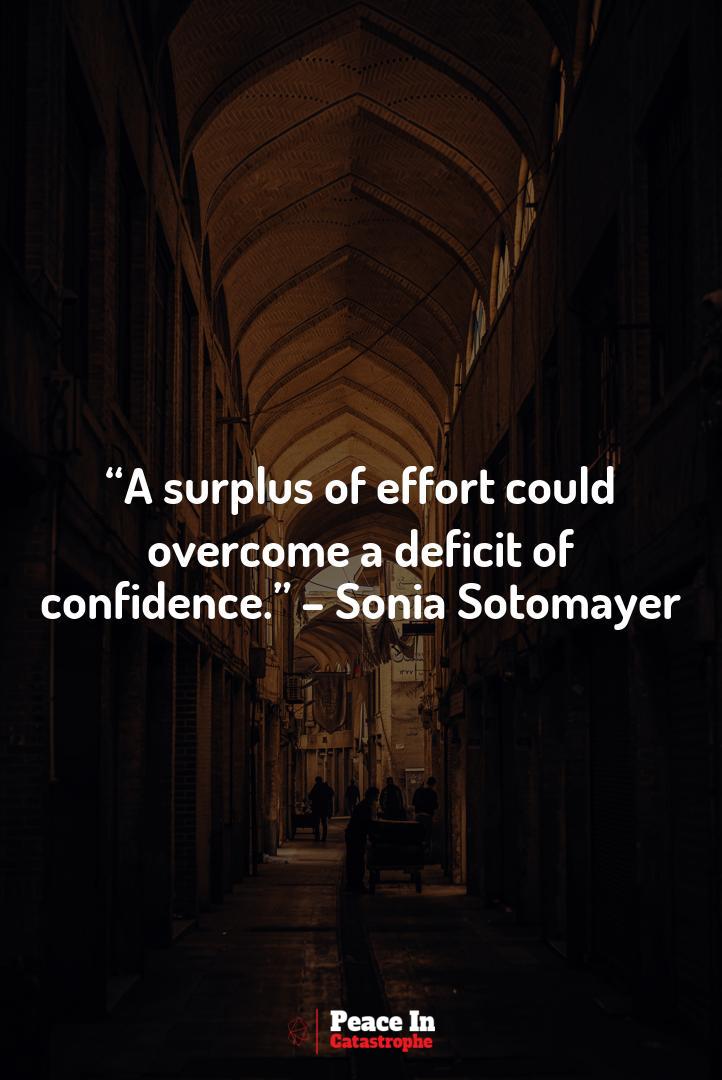 “A surplus of effort could
overcome a deficit of
confidence.” – Sonia Sotomayer
Peace In
Catastrophe